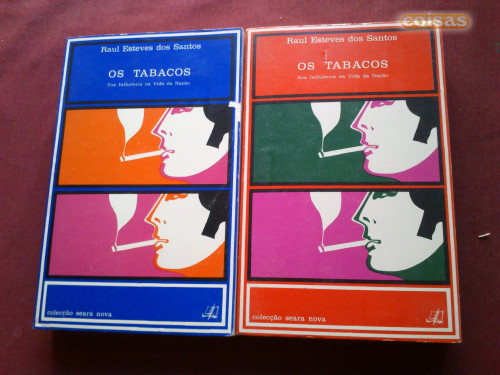 coisas
Raul Esteves dos Santos
OS TABACOS
Sua Influência na Vida da Nação
colecção seara nova
Raul Esteves dos Santos
OS TABACOS
Sua Influência na Vida da Nação
colecção seara nova